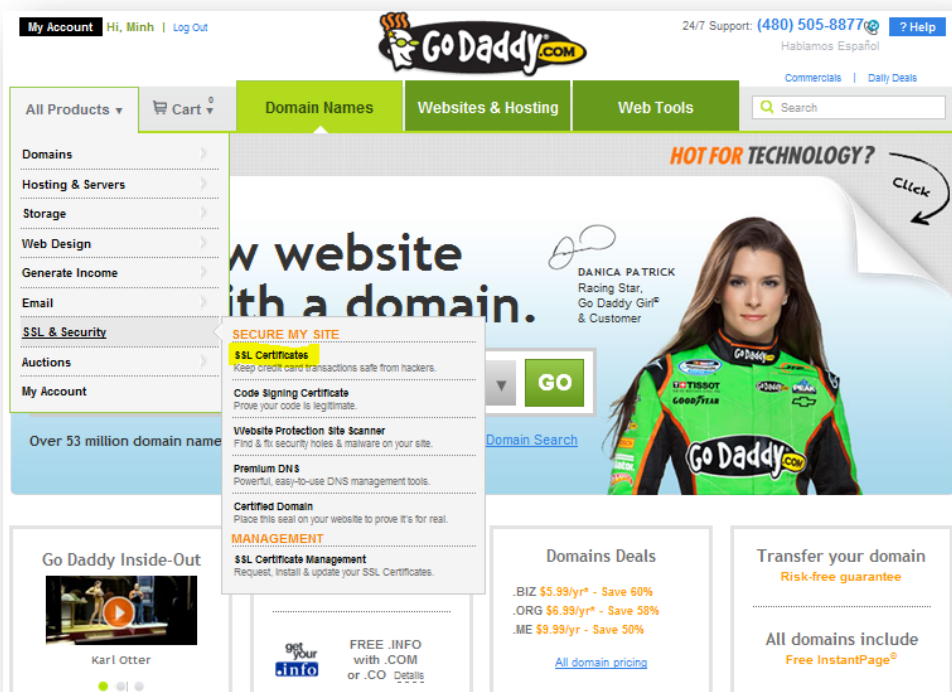 My Account Hi, Minh | Log Out
Go Daddy.COM
24/7 Support: (480) 505-8877
? Help
Hablamos Español
Commercials | Daily Deals
All Products
Cart 0
Domain Names
Websites & Hosting
Web Tools
Search
Domains
Hosting & Servers
Storage
Web Design
Generate Income
Email
SSL & Security
Auctions
My Account
HOT FOR TECHNOLOGY?
CLICK
w website
ith a domain.
DANICA PATRICK
Racing Star,
Go Daddy Girl®
& Customer
SECURE MY SITE
SSL Certificates
Keep credit card transactions safe from hackers.
Code Signing Certificate
Prove your code is legitimate.
Website Protection Site Scanner
Find & fix security holes & malware on your site.
Premium DNS
Powerful, easy-to-use DNS management tools.
Certified Domain
Place this seal on your website to prove it's for real.
MANAGEMENT
SSL Certificate Management
Request, install & update your SSL Certificates.
GO
Over 53 million domain name
Domain Search
GoDaddy
TISSOT
GOODYEAR
PEAK
Go Daddy.COM
Go Daddy Inside-Out
Karl Otter
get your .info
FREE .INFO
with .COM
or .CO Details
Domains Deals
.BIZ $5.99/yr* - Save 60%
.ORG $6.99/yr* - Save 58%
.ME $9.99/yr - Save 50%
All domain pricing
Transfer your domain
Risk-free guarantee
All domains include
Free InstantPage®